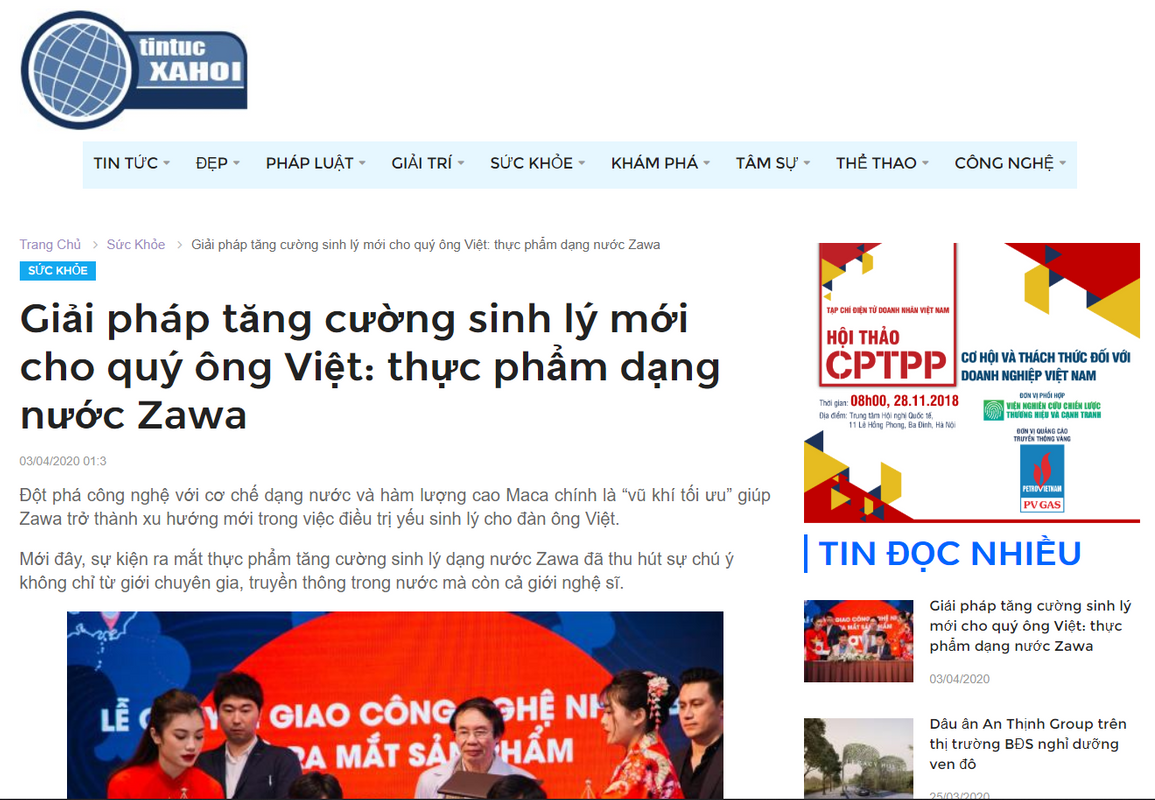 tintuc
XAHOI
TIN TỨC ĐẸP PHÁP LUẬT GIẢI TRÍ SỨC KHỎE KHÁM PHÁ TÂM SỰ THỂ THAO CÔNG NGHỆ
Trang Chủ > Sức Khỏe > Giải pháp tăng cường sinh lý mới cho quý ông Việt: thực phẩm dạng nước Zawa
SỨC KHỎE
Giải pháp tăng cường sinh lý mới
cho quý ông Việt: thực phẩm dạng
nước Zawa
03/04/2020 01:3
Đột phá công nghệ với cơ chế dạng nước và hàm lượng cao Maca chính là “vũ khí tối ưu” giúp
Zawa trở thành xu hướng mới trong việc điều trị yếu sinh lý cho đàn ông Việt.
Mới đây, sự kiện ra mắt thực phẩm tăng cường sinh lý dạng nước Zawa đã thu hút sự chú ý
không chỉ từ giới chuyên gia, truyền thông trong nước mà còn cả giới nghệ sĩ.
LỄ GIAO CÔNG NGHỆ
RA MẮT SẢN PHẨM
TẠP CHÍ ĐIỆN TỬ DOANH NHÂN VIỆT NAM
HỘI THẢO
CPTPP
CƠ HỘI VÀ THÁCH THỨC ĐỐI VỚI
DOANH NGHIỆP VIỆT NAM
Thời gian: 08h00, 28.11.2018
Địa điểm: Trung tâm Hội nghị Quốc tế,
11 Lê Hồng Phong, Ba Đình, Hà Nội
ĐƠN VỊ PHỐI HỢP
VIỆN NGHIÊN CỨU CHIẾN LƯỢC
THƯƠNG HIỆU VÀ CẠNH TRANH
ĐƠN VỊ QUẢNG CÁO
TRUYỀN THÔNG VÀNG
PETROVIETNAM
PV GAS
TIN ĐỌC NHIỀU
GIAO CÔNG NGHỆ
RA MẮT SẢN PHẨM
Giải pháp tăng cường sinh lý
mới cho quý ông Việt: thực
phẩm dạng nước Zawa
03/04/2020
Dâu ân An Thịnh Group trên
thị trường BĐS nghỉ dưỡng
ven đô
25/03/2020